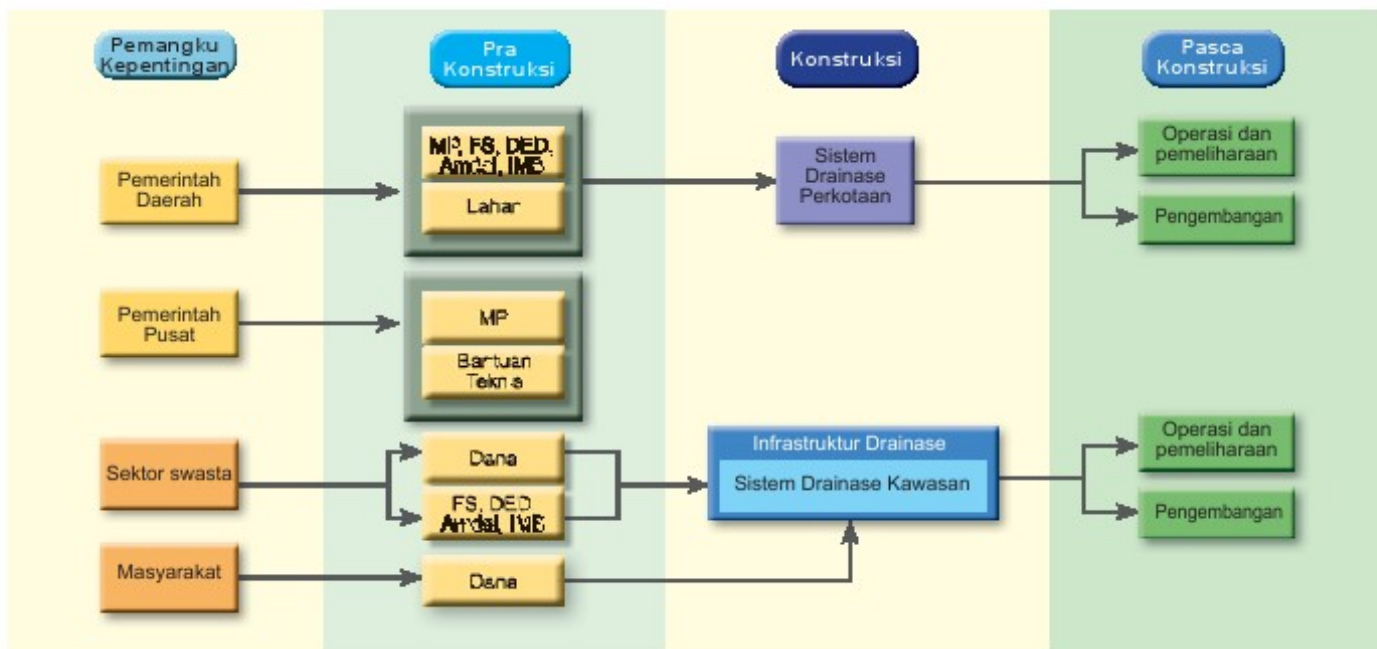 Pemangku
Kepentingan
Pra
Konstruksi
Konstruksi
Pasca
Konstruksi
Pemerintah
Daerah
MP, FS, DED,
Amdal, IMB
Lahan
Sistem
Drainase
Perkotaan
Operasi dan
pemeliharaan
Pengembangan
Pemerintah
Pusat
MP
Bantuan
Teknis
Sektor swasta
Dana
FS, DED
Amdal, IMB
Infrastruktur Drainase
Sistem Drainase Kawasan
Operasi dan
pemeliharaan
Pengembangan
Masyarakat
Dana